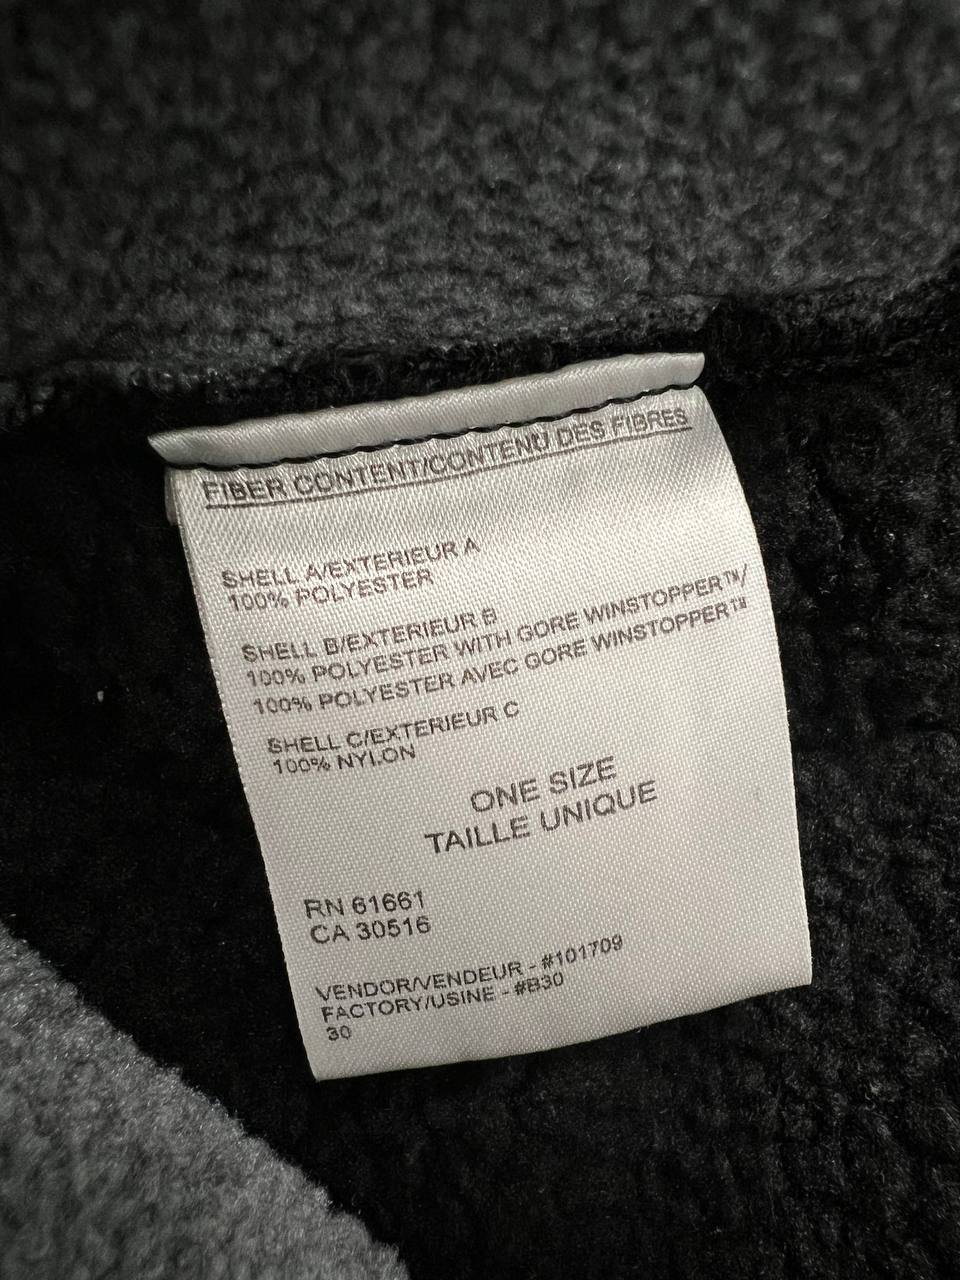 FIBER CONTENT/CONTENU DES FIBRES
SHELL A/EXTERIEUR A
100% POLYESTER
SHELL B/EXTERIEUR B
100% POLYESTER WITH GORE WINSTOPPER™/
100% POLYESTER AVEC GORE WINSTOPPER™
SHELL C/EXTERIEUR C
100% NYLON
ONE SIZE
TAILLE UNIQUE
RN 61661
CA 30516
VENDOR/VENDEUR - #101709
FACTORY/USINE - #B30
30